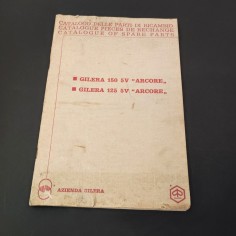 CATALOGO DELLE PARTI DI RICAMBIO
CATALOGUE PIECES DE RECHANGE
CATALOGUE OF SPARE PARTS
GILERA 150 5V "ARCORE„
GILERA 125 5V "ARCORE„
AZIENDA GILERA